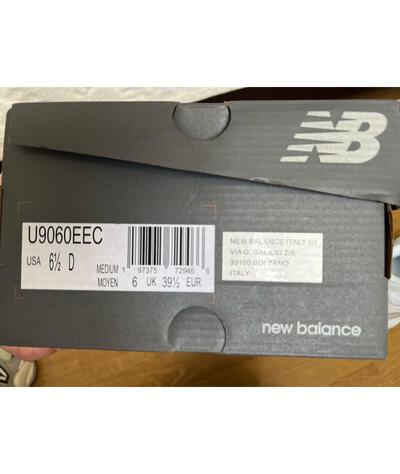 NB
U9060EEC
USA 6½ D
MEDIUM 1 97375 72946 6
MOYEN 6 UK 39½ EUR
NEW BALANCE ITALY srl
VIA G. GALILEI 2/E
39100 BOLZANO
ITALY
new balance